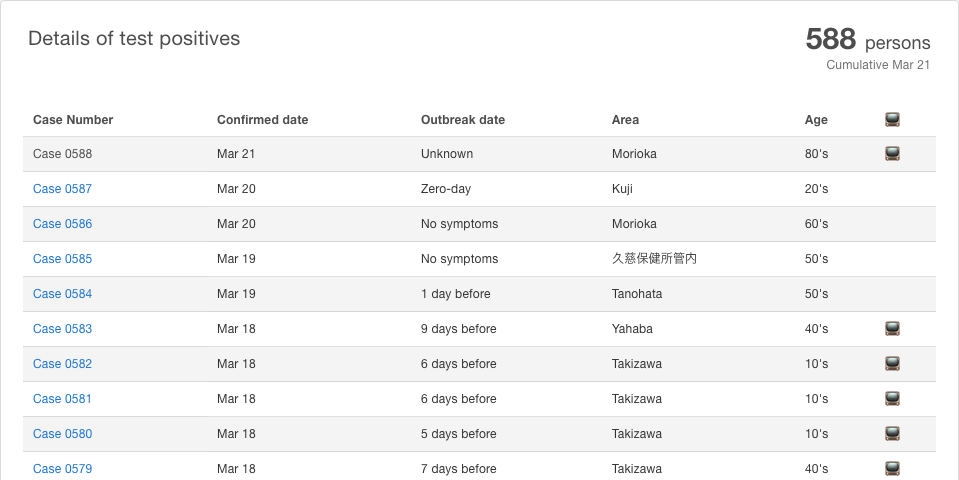 Details of test positives
588 persons
Cumulative Mar 21
Case Number Confirmed date Outbreak date Area Age
Case 0588 Mar 21 Unknown Morioka 80's
Case 0587 Mar 20 Zero-day Kuji 20's
Case 0586 Mar 20 No symptoms Morioka 60's
Case 0585 Mar 19 No symptoms 久慈保健所管内 50's
Case 0584 Mar 19 1 day before Tanohata 50's
Case 0583 Mar 18 9 days before Yahaba 40's
Case 0582 Mar 18 6 days before Takizawa 10's
Case 0581 Mar 18 6 days before Takizawa 10's
Case 0580 Mar 18 5 days before Takizawa 10's
Case 0579 Mar 18 7 days before Takizawa 40's